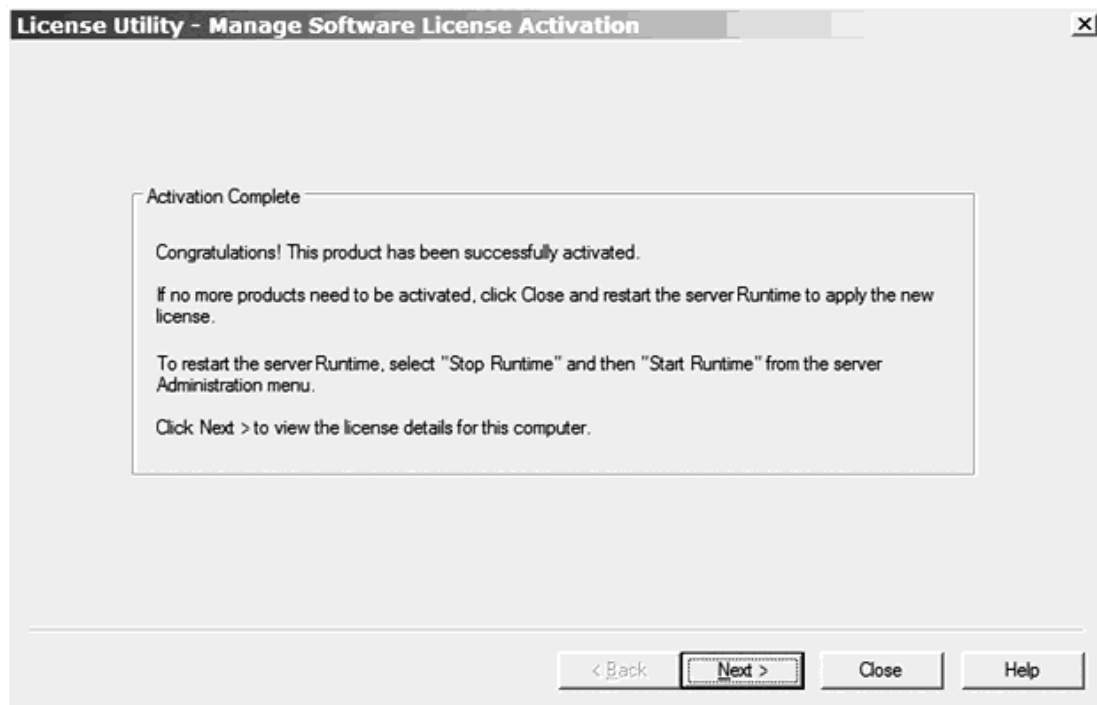 License Utility - Manage Software License Activation
Activation Complete
Congratulations! This product has been successfully activated.
If no more products need to be activated, click Close and restart the server Runtime to apply the new
license.
To restart the server Runtime, select "Stop Runtime" and then "Start Runtime" from the server
Administration menu.
Click Next > to view the license details for this computer.
< Back
Next >
Close
Help